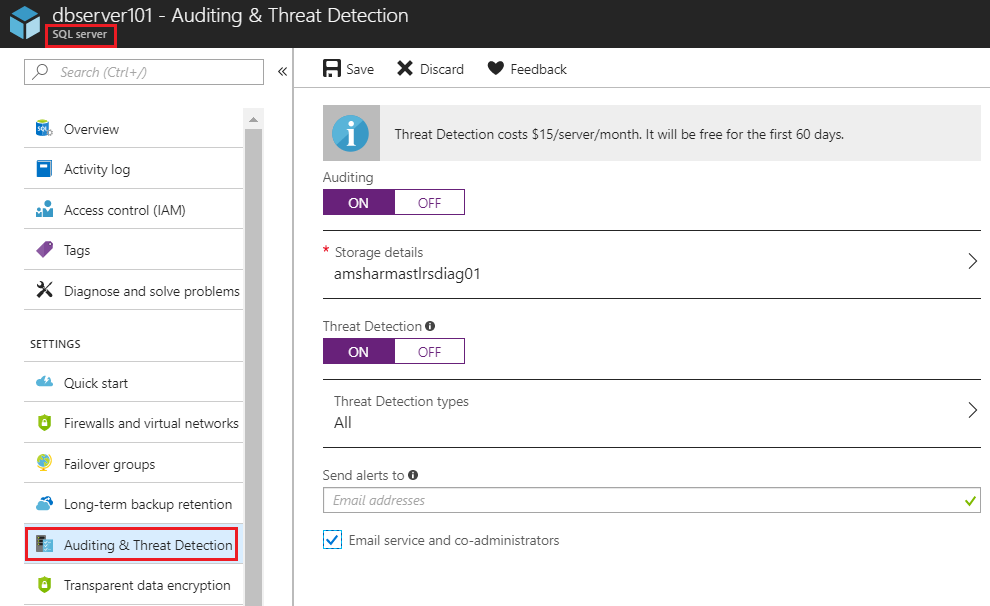 dbserver101 - Auditing & Threat Detection
SQL server
Search (Ctrl+/)
«
Overview
Activity log
Access control (IAM)
Tags
Diagnose and solve problems
SETTINGS
Quick start
Firewalls and virtual networks
Failover groups
Long-term backup retention
Auditing & Threat Detection
Transparent data encryption
Save Discard Feedback
Threat Detection costs $15/server/month. It will be free for the first 60 days.
Auditing
ON OFF
* Storage details
amsharmastlrsdiag01
Threat Detection
ON OFF
Threat Detection types
All
Send alerts to
Email addresses
Email service and co-administrators